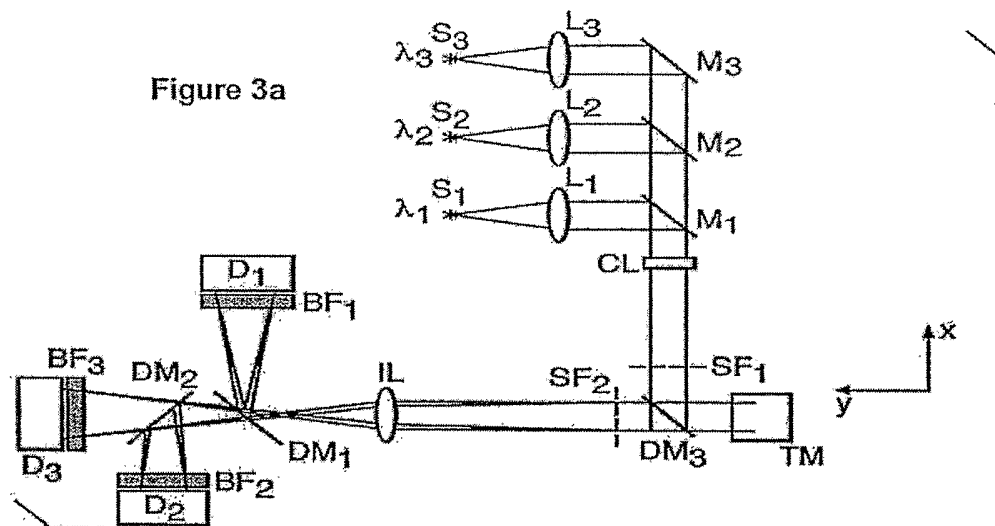 Figure 3a
λ3 S3 L3 M3
λ2 S2 L2 M2
λ1 S1 L1 M1
CL
D1
BF1
x
BF3 DM2 IL SF2 SF1
y
D3 DM1 DM3 TM
BF2
D2